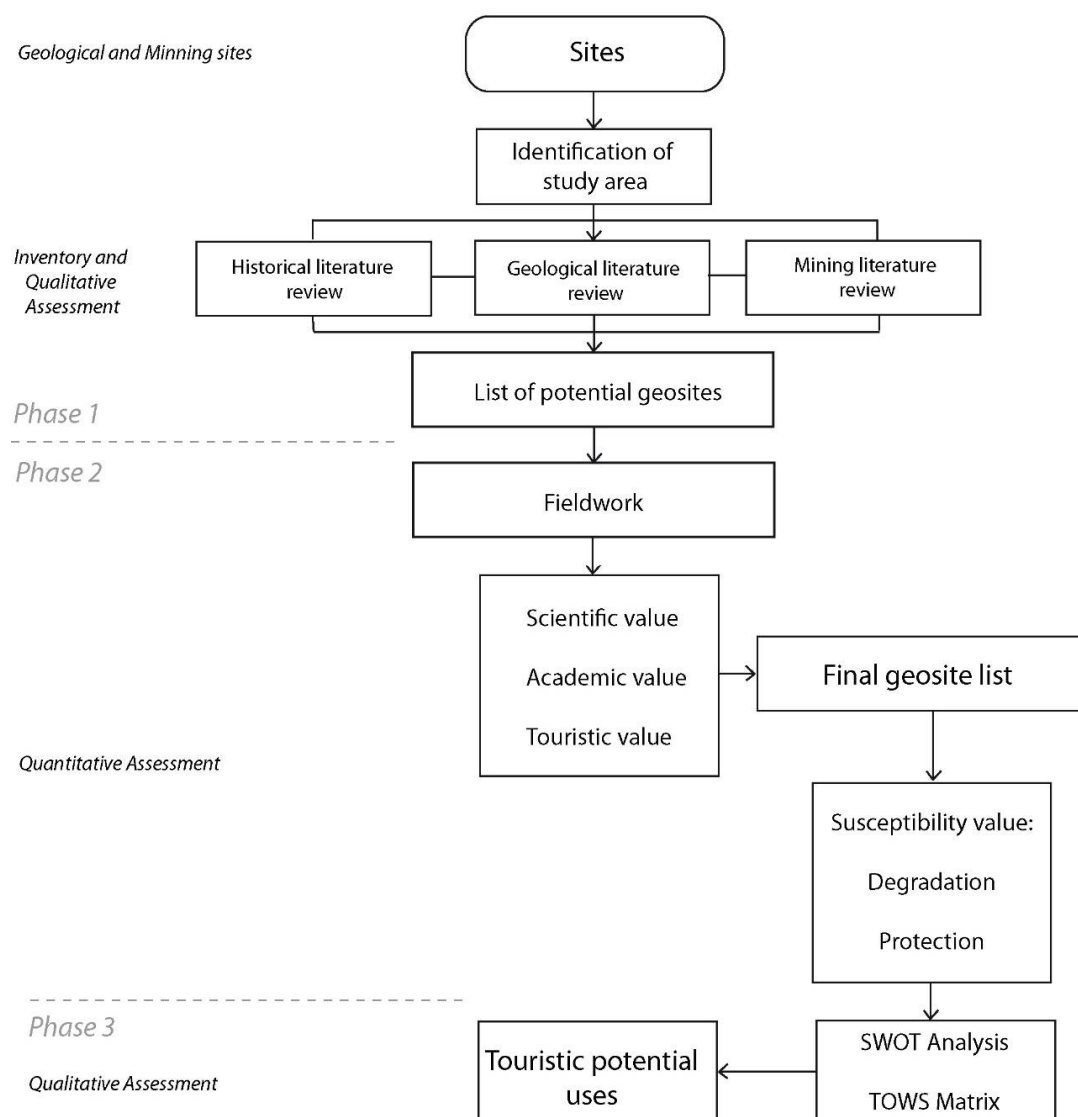 Geological and Minning sites
Sites
Identification of
study area
Inventory and
Qualitative
Assessment
Historical literature
review
Geological literature
review
Mining literature
review
List of potential geosites
Phase 1
Phase 2
Fieldwork
Scientific value
Academic value
Touristic value
Final geosite list
Quantitative Assessment
Susceptibility value:
Degradation
Protection
Phase 3
Qualitative Assessment
Touristic potential
uses
SWOT Analysis
TOWS Matrix